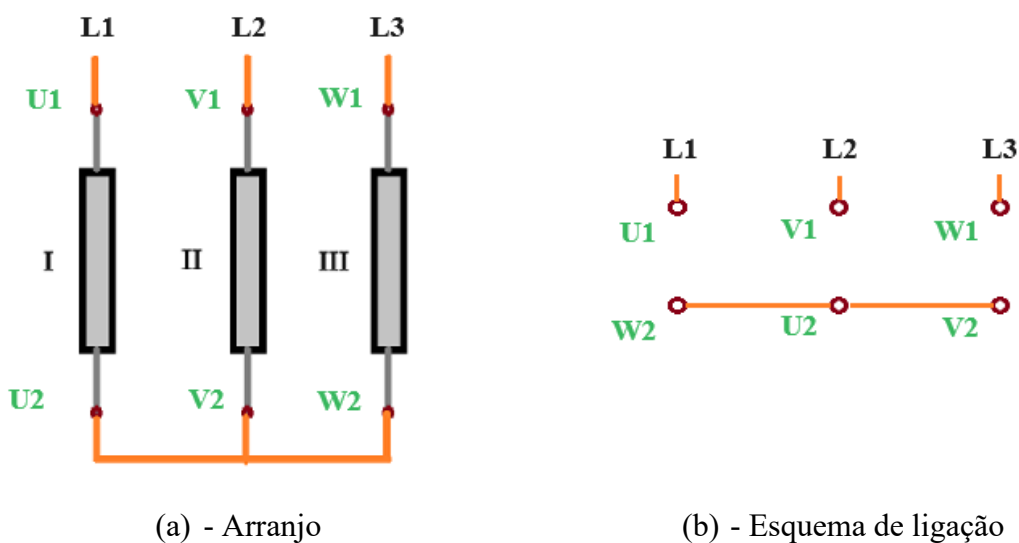 L1 L2 L3
U1 V1 W1
I II III
U2 V2 W2
(a) - Arranjo
L1 L2 L3
U1 V1 W1
W2 U2 V2
(b) - Esquema de ligação